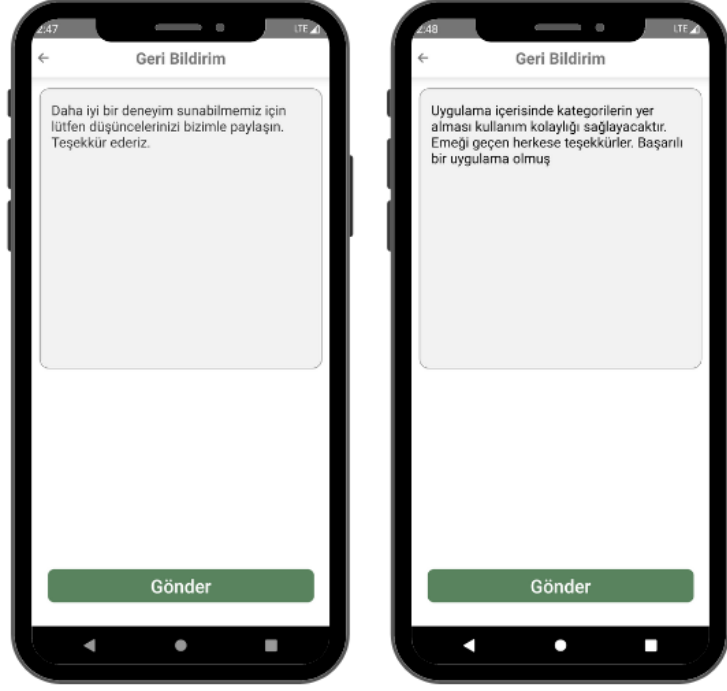 2:47
LTE
Geri Bildirim
Daha iyi bir deneyim sunabilmemiz için
lütfen düşüncelerinizi bizimle paylaşın.
Teşekkür ederiz.
Gönder
2:48
LTE
Geri Bildirim
Uygulama içerisinde kategorilerin yer
alması kullanım kolaylığı sağlayacaktır.
Emeği geçen herkese teşekkürler. Başarılı
bir uygulama olmuş
Gönder